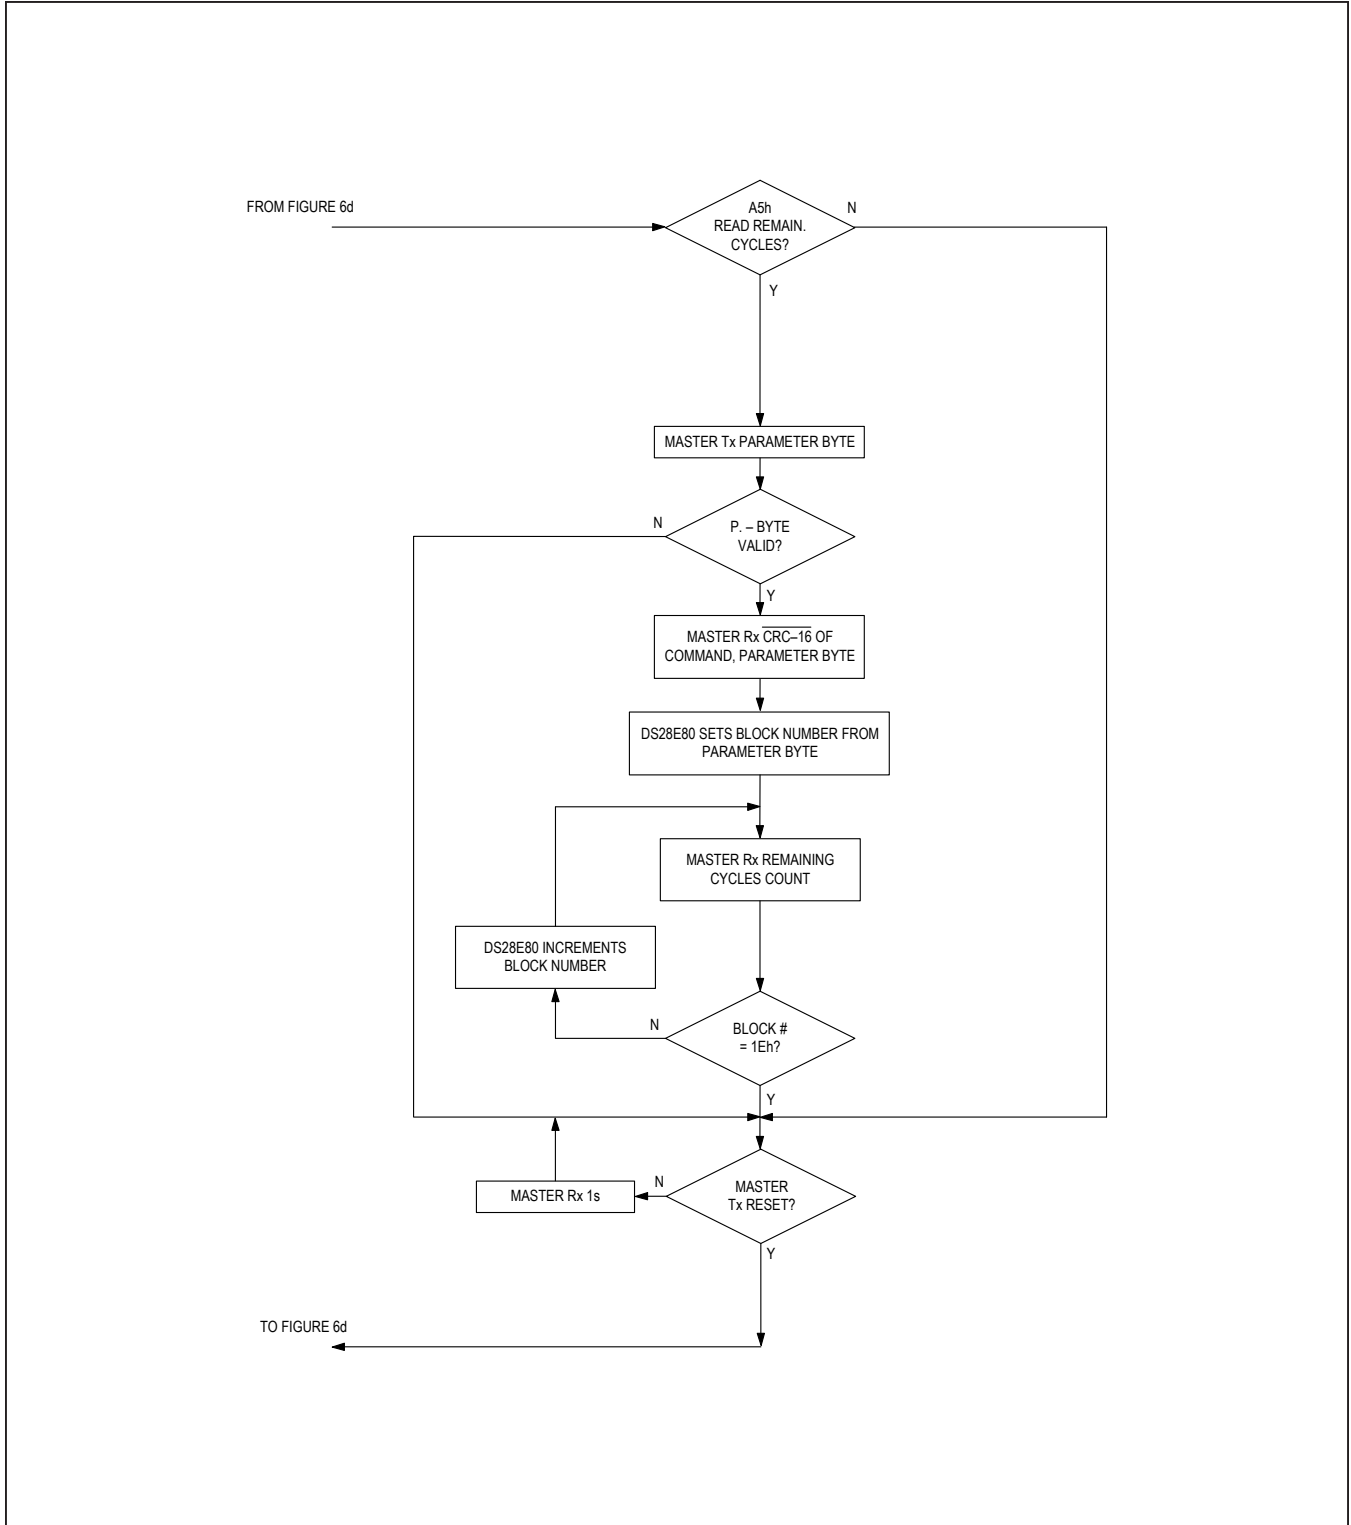 FROM FIGURE 6d
A5h
READ REMAIN.
CYCLES?
N
Y
MASTER Tx PARAMETER BYTE
N
P. – BYTE
VALID?
Y
MASTER Rx CRC–16 OF
COMMAND, PARAMETER BYTE
DS28E80 SETS BLOCK NUMBER FROM
PARAMETER BYTE
MASTER Rx REMAINING
CYCLES COUNT
DS28E80 INCREMENTS
BLOCK NUMBER
N
BLOCK #
= 1Eh?
Y
MASTER Rx 1s
N
MASTER
Tx RESET?
Y
TO FIGURE 6d